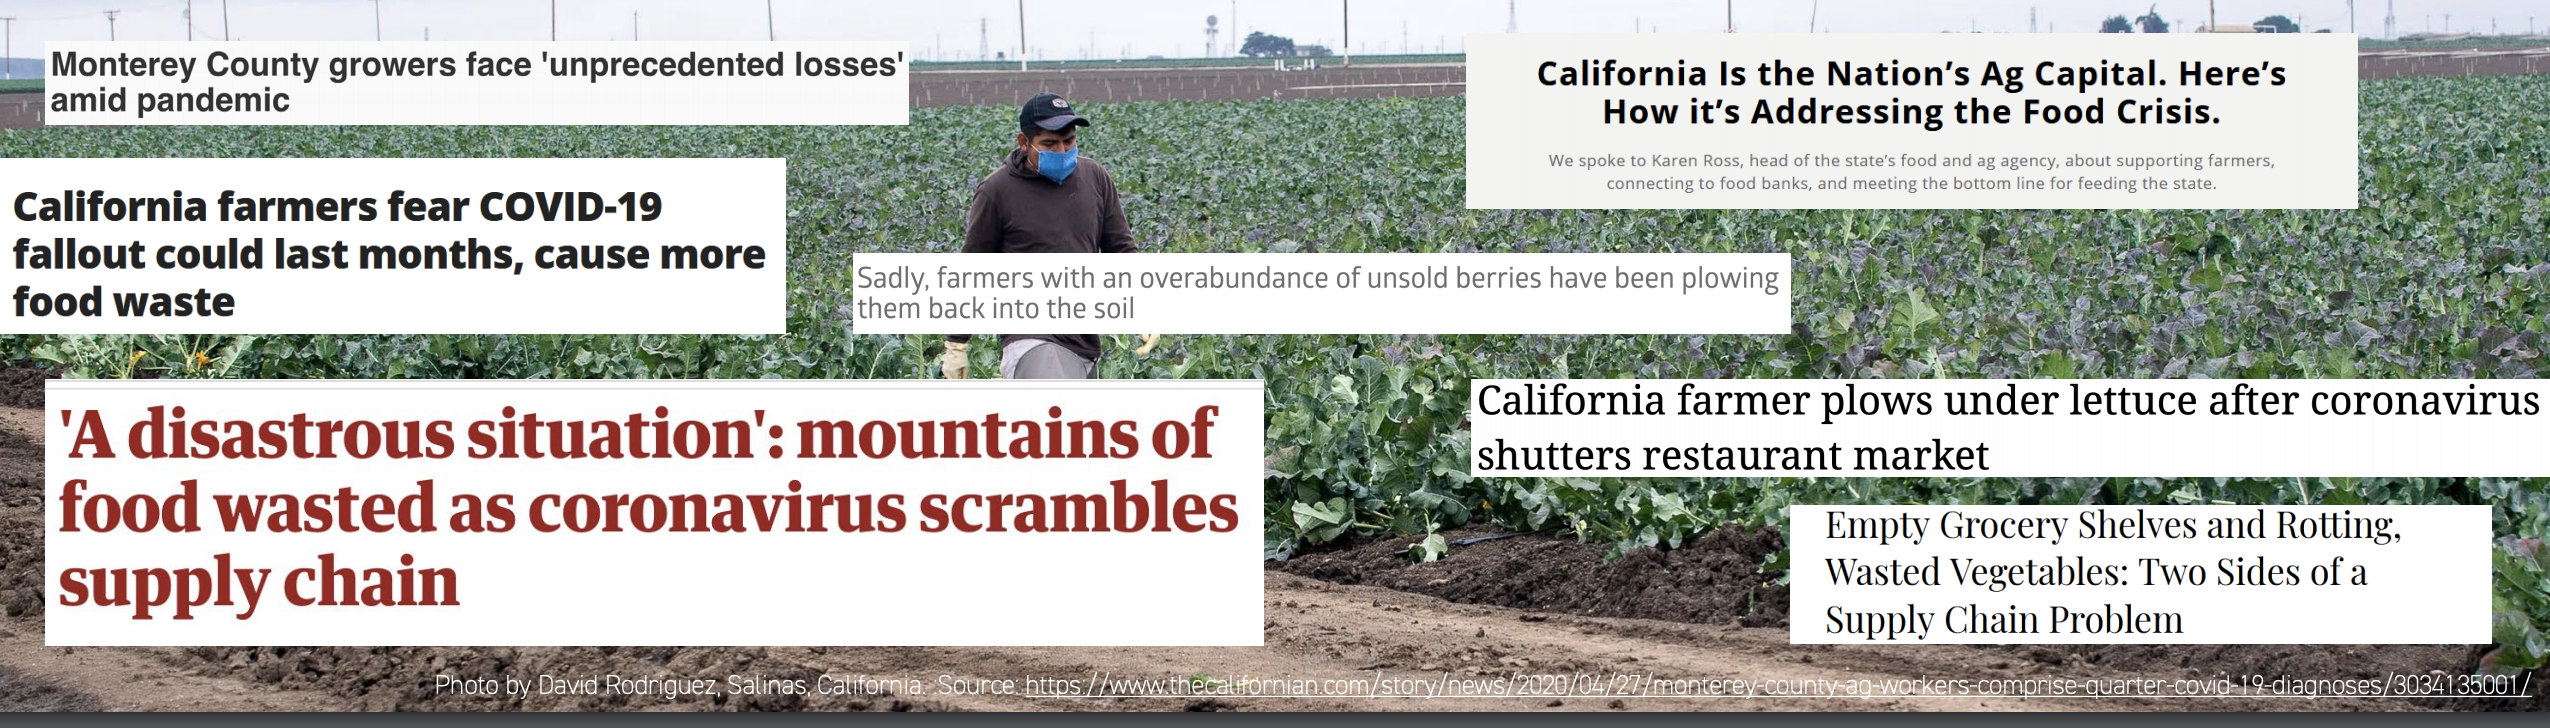 Monterey County growers face 'unprecedented losses'
amid pandemic
California Is the Nation's Ag Capital. Here's
How it's Addressing the Food Crisis.
We spoke to Karen Ross, head of the state's food and ag agency, about supporting farmers,
connecting to food banks, and meeting the bottom line for feeding the state.
California farmers fear COVID-19
fallout could last months, cause more
food waste
Sadly, farmers with an overabundance of unsold berries have been plowing
them back into the soil
'A disastrous situation': mountains of
food wasted as coronavirus scrambles
supply chain
California farmer plows under lettuce after coronavirus
shutters restaurant market
Empty Grocery Shelves and Rotting,
Wasted Vegetables: Two Sides of a
Supply Chain Problem
Photo by David Rodriguez, Salinas, California. .Source: https://www.thecalifornian.com/story/news/2020/04/27/monterey-county-ag-workers-comprise-quarter-covid-19-diagnoses/3034135001/